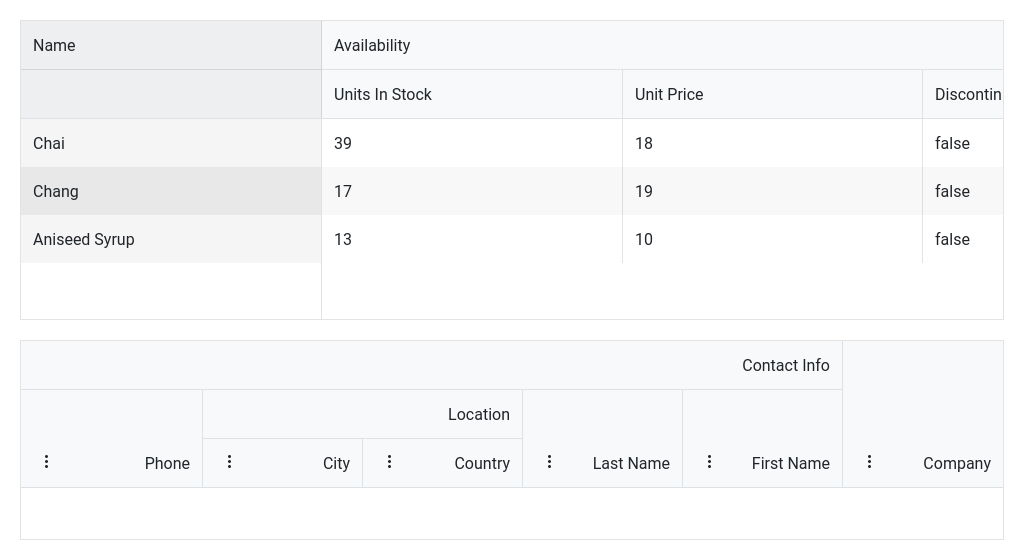 Name Availability
Units In Stock Unit Price Discontin
Chai 39 18 false
Chang 17 19 false
Aniseed Syrup 13 10 false
Contact Info
Location
Phone City Country Last Name First Name Company